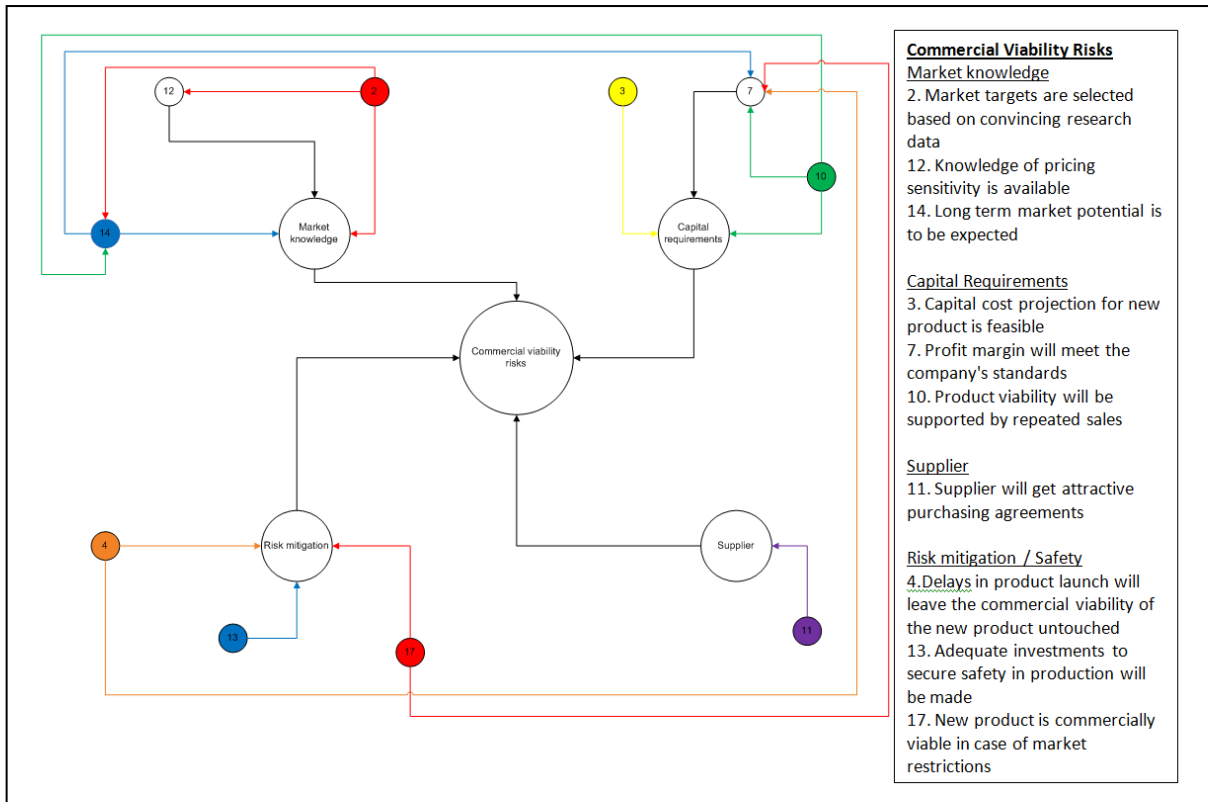 12
2
3
7
10
14
Market
knowledge
Capital
requirements
Commercial viability
risks
4
Risk mitigation
Supplier
13
17
11
Commercial Viability Risks
Market knowledge
2. Market targets are selected
based on convincing research
data
12. Knowledge of pricing
sensitivity is available
14. Long term market potential is
to be expected
Capital Requirements
3. Capital cost projection for new
product is feasible
7. Profit margin will meet the
company's standards
10. Product viability will be
supported by repeated sales
Supplier
11. Supplier will get attractive
purchasing agreements
Risk mitigation / Safety
4.Delays in product launch will
leave the commercial viability of
the new product untouched
13. Adequate investments to
secure safety in production will
be made
17. New product is commercially
viable in case of market
restrictions